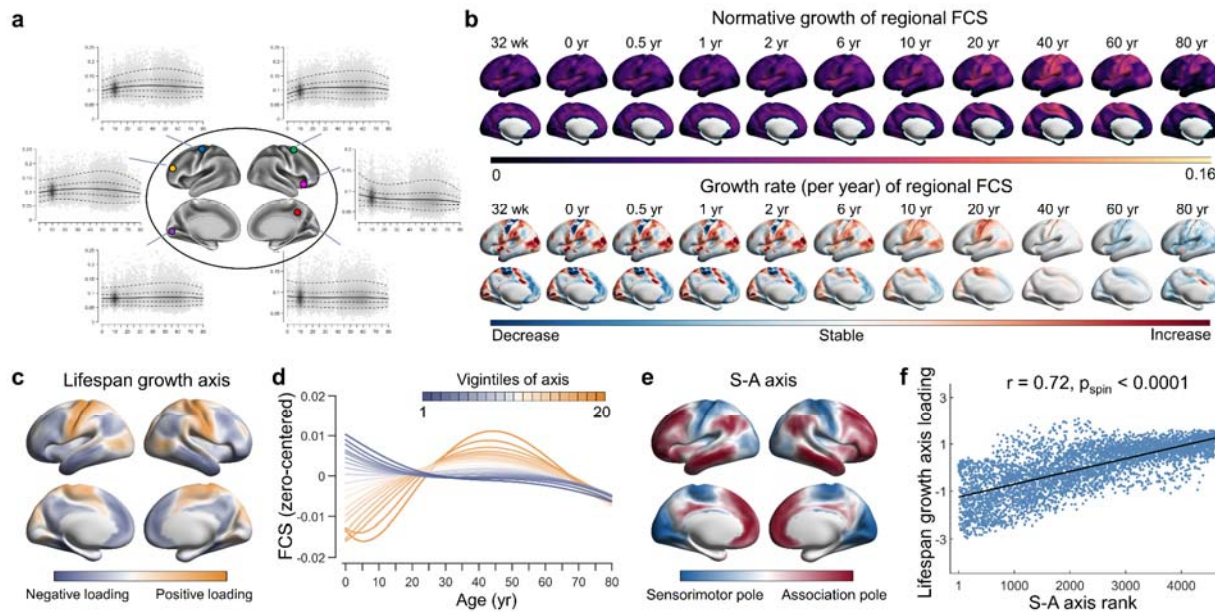 a
b
Normative growth of regional FCS
32 wk 0 yr 0.5 yr 1 yr 2 yr 6 yr 10 yr 20 yr 40 yr 60 yr 80 yr
0 0.16
Growth rate (per year) of regional FCS
32 wk 0 yr 0.5 yr 1 yr 2 yr 6 yr 10 yr 20 yr 40 yr 60 yr 80 yr
Decrease Stable Increase
c
Lifespan growth axis
Negative loading Positive loading
d
Vigintiles of axis
1 20
FCS (zero-centered)
0.02
0.01
0
-0.01
-0.02
0 10 20 30 40 50 60 70 80
Age (yr)
e
S-A axis
Sensorimotor pole Association pole
f
r = 0.72, p_spin < 0.0001
Lifespan growth axis loading
3
1
-1
-3
1 1000 2000 3000 4000
S-A axis rank